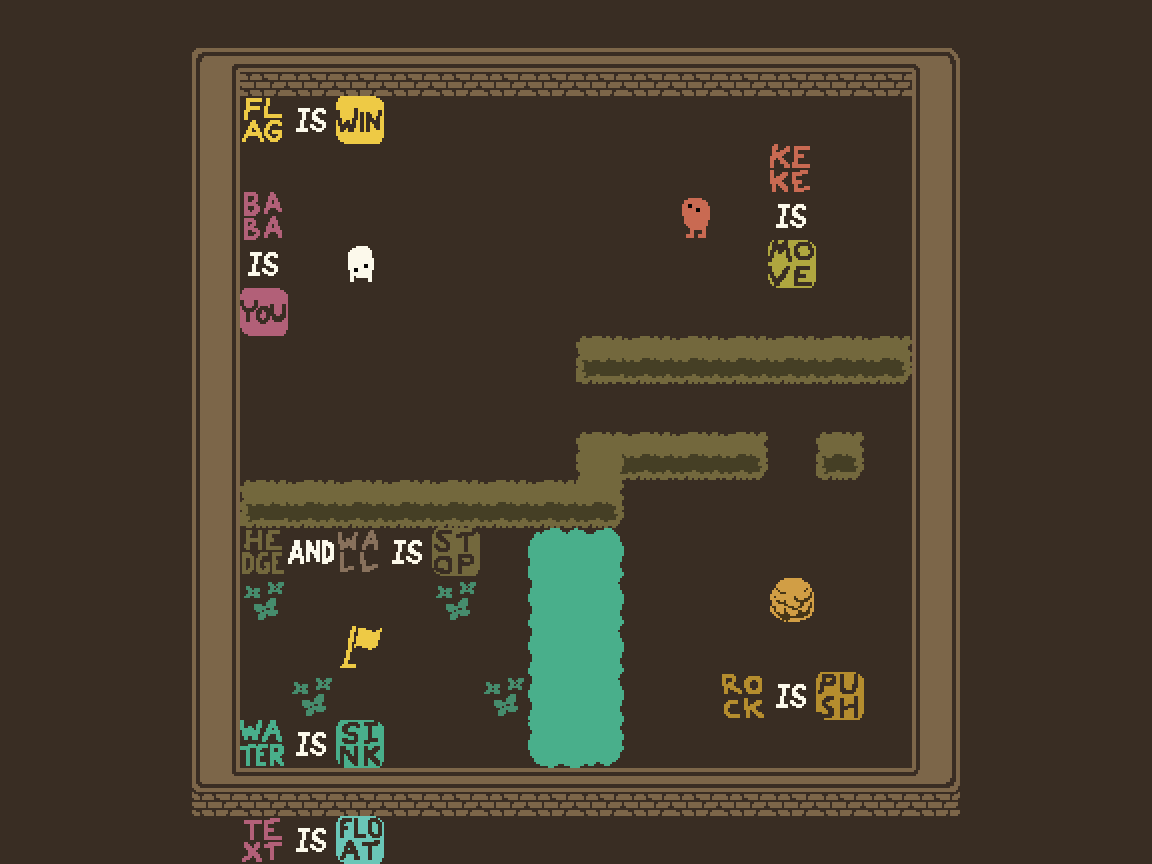 FLAG IS WIN
KEKE
IS
MOVE
BABA
IS
YOU
HEDGE AND WALL IS STOP
ROCK IS PUSH
WATER IS SINK
TEXT IS FLOAT